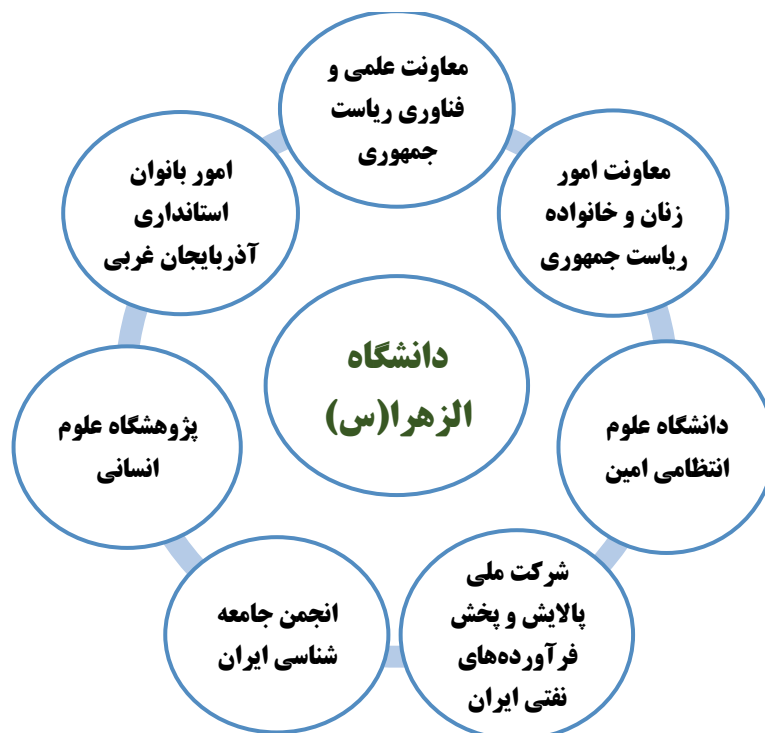 معاونت علمی و
فناوری ریاست
جمهوری
معاونت امور
زنان و خانواده
ریاست جمهوری
دانشگاه علوم
انتظامی امین
شرکت ملی
پالایش و پخش
فرآورده‌های
نفتی ایران
انجمن جامعه
شناسی ایران
پژوهشگاه علوم
انسانی
امور بانوان
استانداری
آذربایجان غربی
دانشگاه
الزهرا(س)